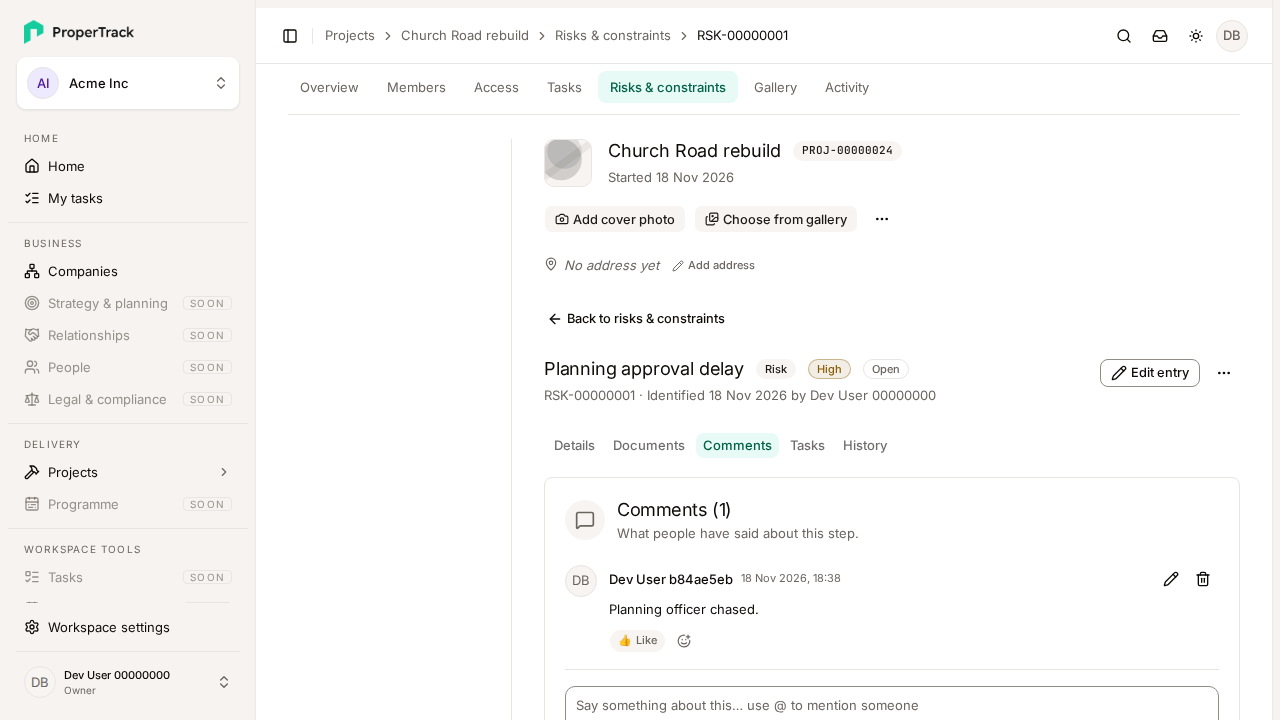 ProperTrack
AI Acme Inc
HOME
Home
My tasks
BUSINESS
Companies
Strategy & planning SOON
Relationships SOON
People SOON
Legal & compliance SOON
DELIVERY
Projects
Programme SOON
WORKSPACE TOOLS
Tasks SOON
Workspace settings
DB Dev User 00000000
Owner
Projects > Church Road rebuild > Risks & constraints > RSK-00000001
DB
Overview Members Access Tasks Risks & constraints Gallery Activity
Church Road rebuild PROJ-00000024
Started 18 Nov 2026
Add cover photo Choose from gallery
No address yet Add address
Back to risks & constraints
Planning approval delay Risk High Open
Edit entry
RSK-00000001 · Identified 18 Nov 2026 by Dev User 00000000
Details Documents Comments Tasks History
Comments (1)
What people have said about this step.
DB Dev User b84ae5eb 18 Nov 2026, 18:38
Planning officer chased.
👍 Like
Say something about this... use @ to mention someone